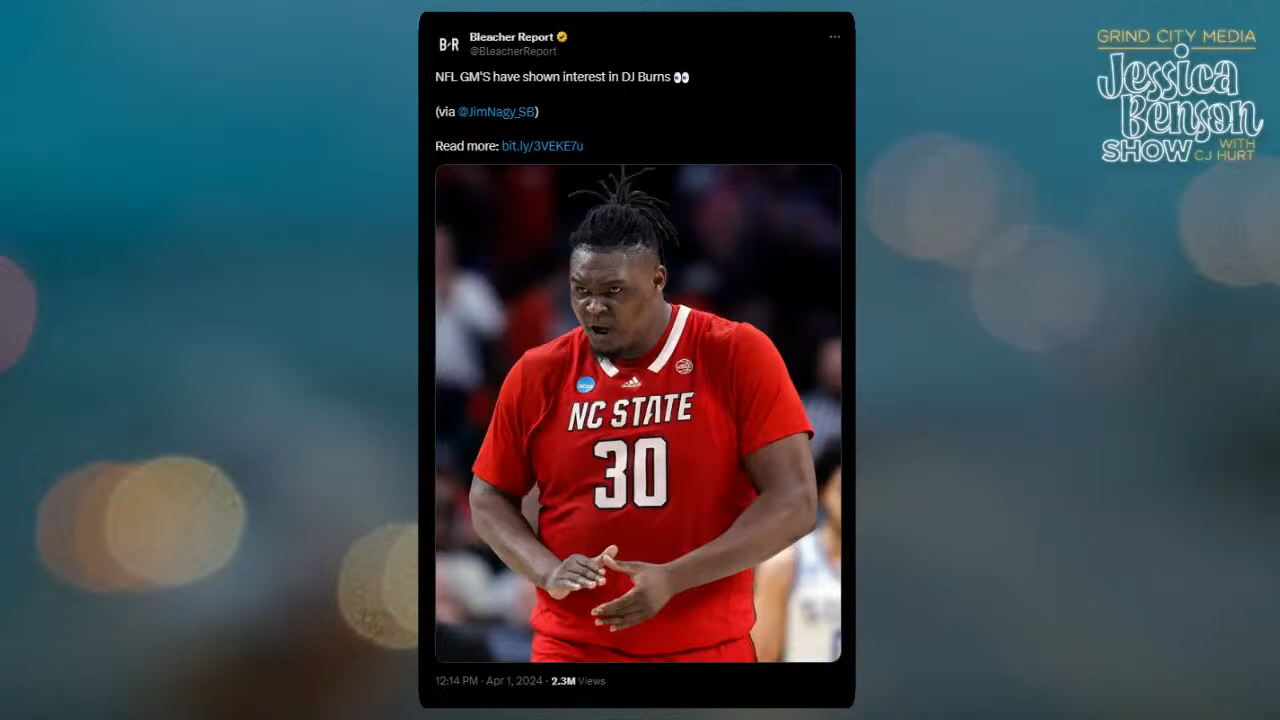 B/R Bleacher Report
@BleacherReport
...
NFL GM'S have shown interest in DJ Burns 👀
(via @JimNagy_SB)
Read more: bit.ly/3VEKE7u
NC STATE
30
12:14 PM · Apr 1, 2024 · 2.3M Views
GRIND CITY MEDIA
Jessica
Benson
SHOW WITH
CJ HURT